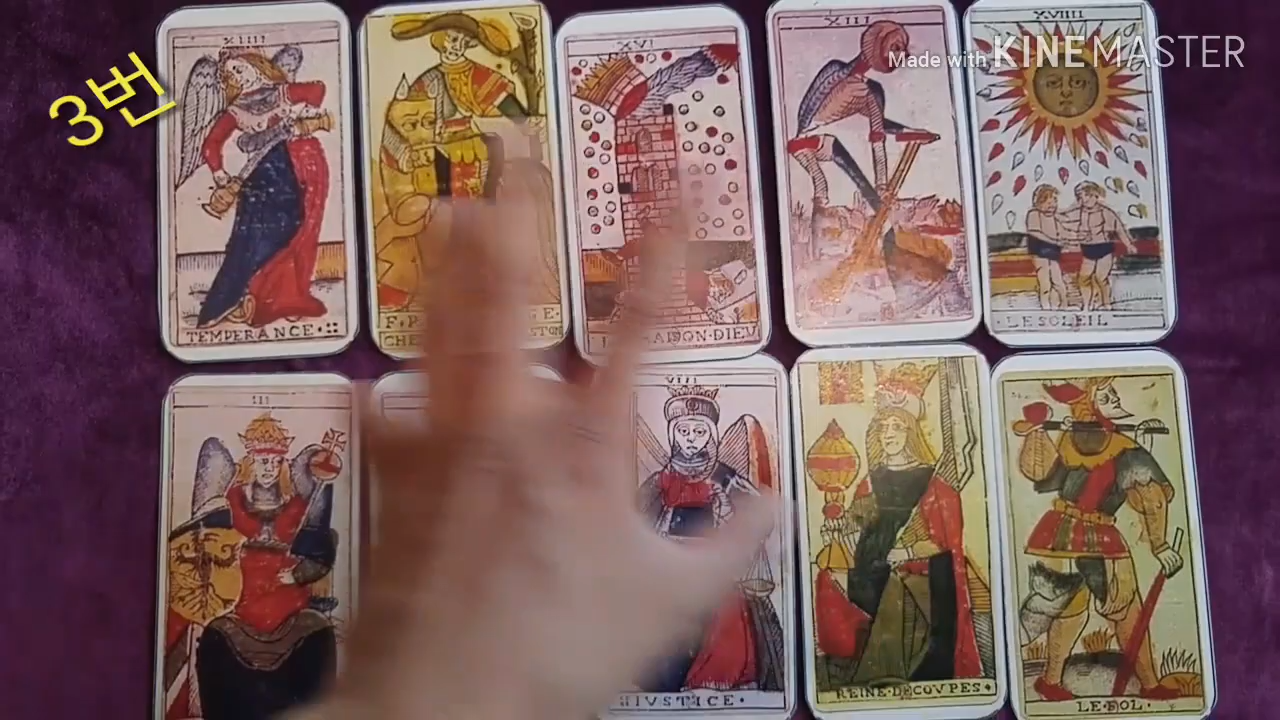 3번
Made with KINEMASTER
XIIII
XVI
XIII
XVIIII
TEMPERANCE
LE SOLEIL
III
VIII
IVSTICE
REINE·DE·COVPES
LE·FOL·